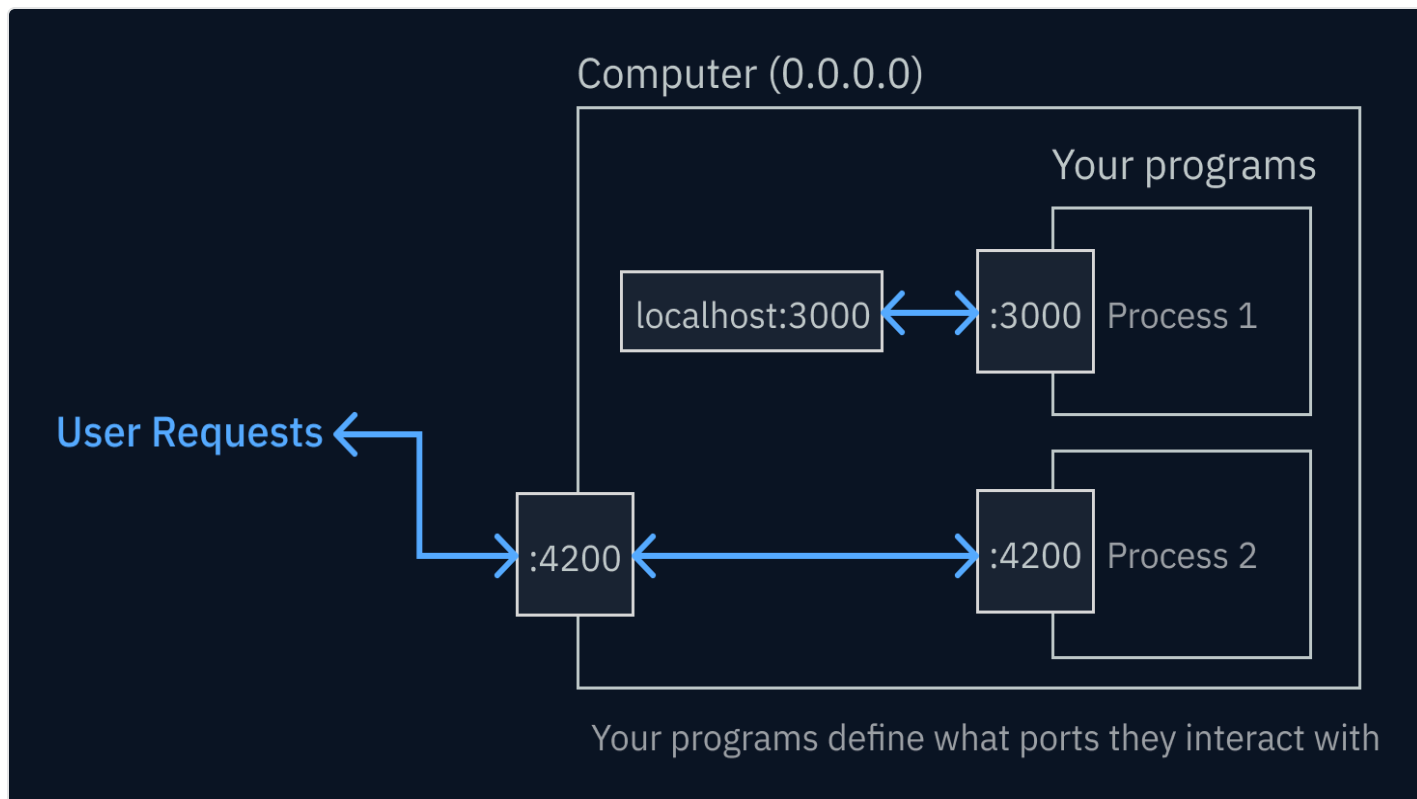 Computer (0.0.0.0)
Your programs
localhost:3000
:3000
Process 1
User Requests
:4200
:4200
Process 2
Your programs define what ports they interact with